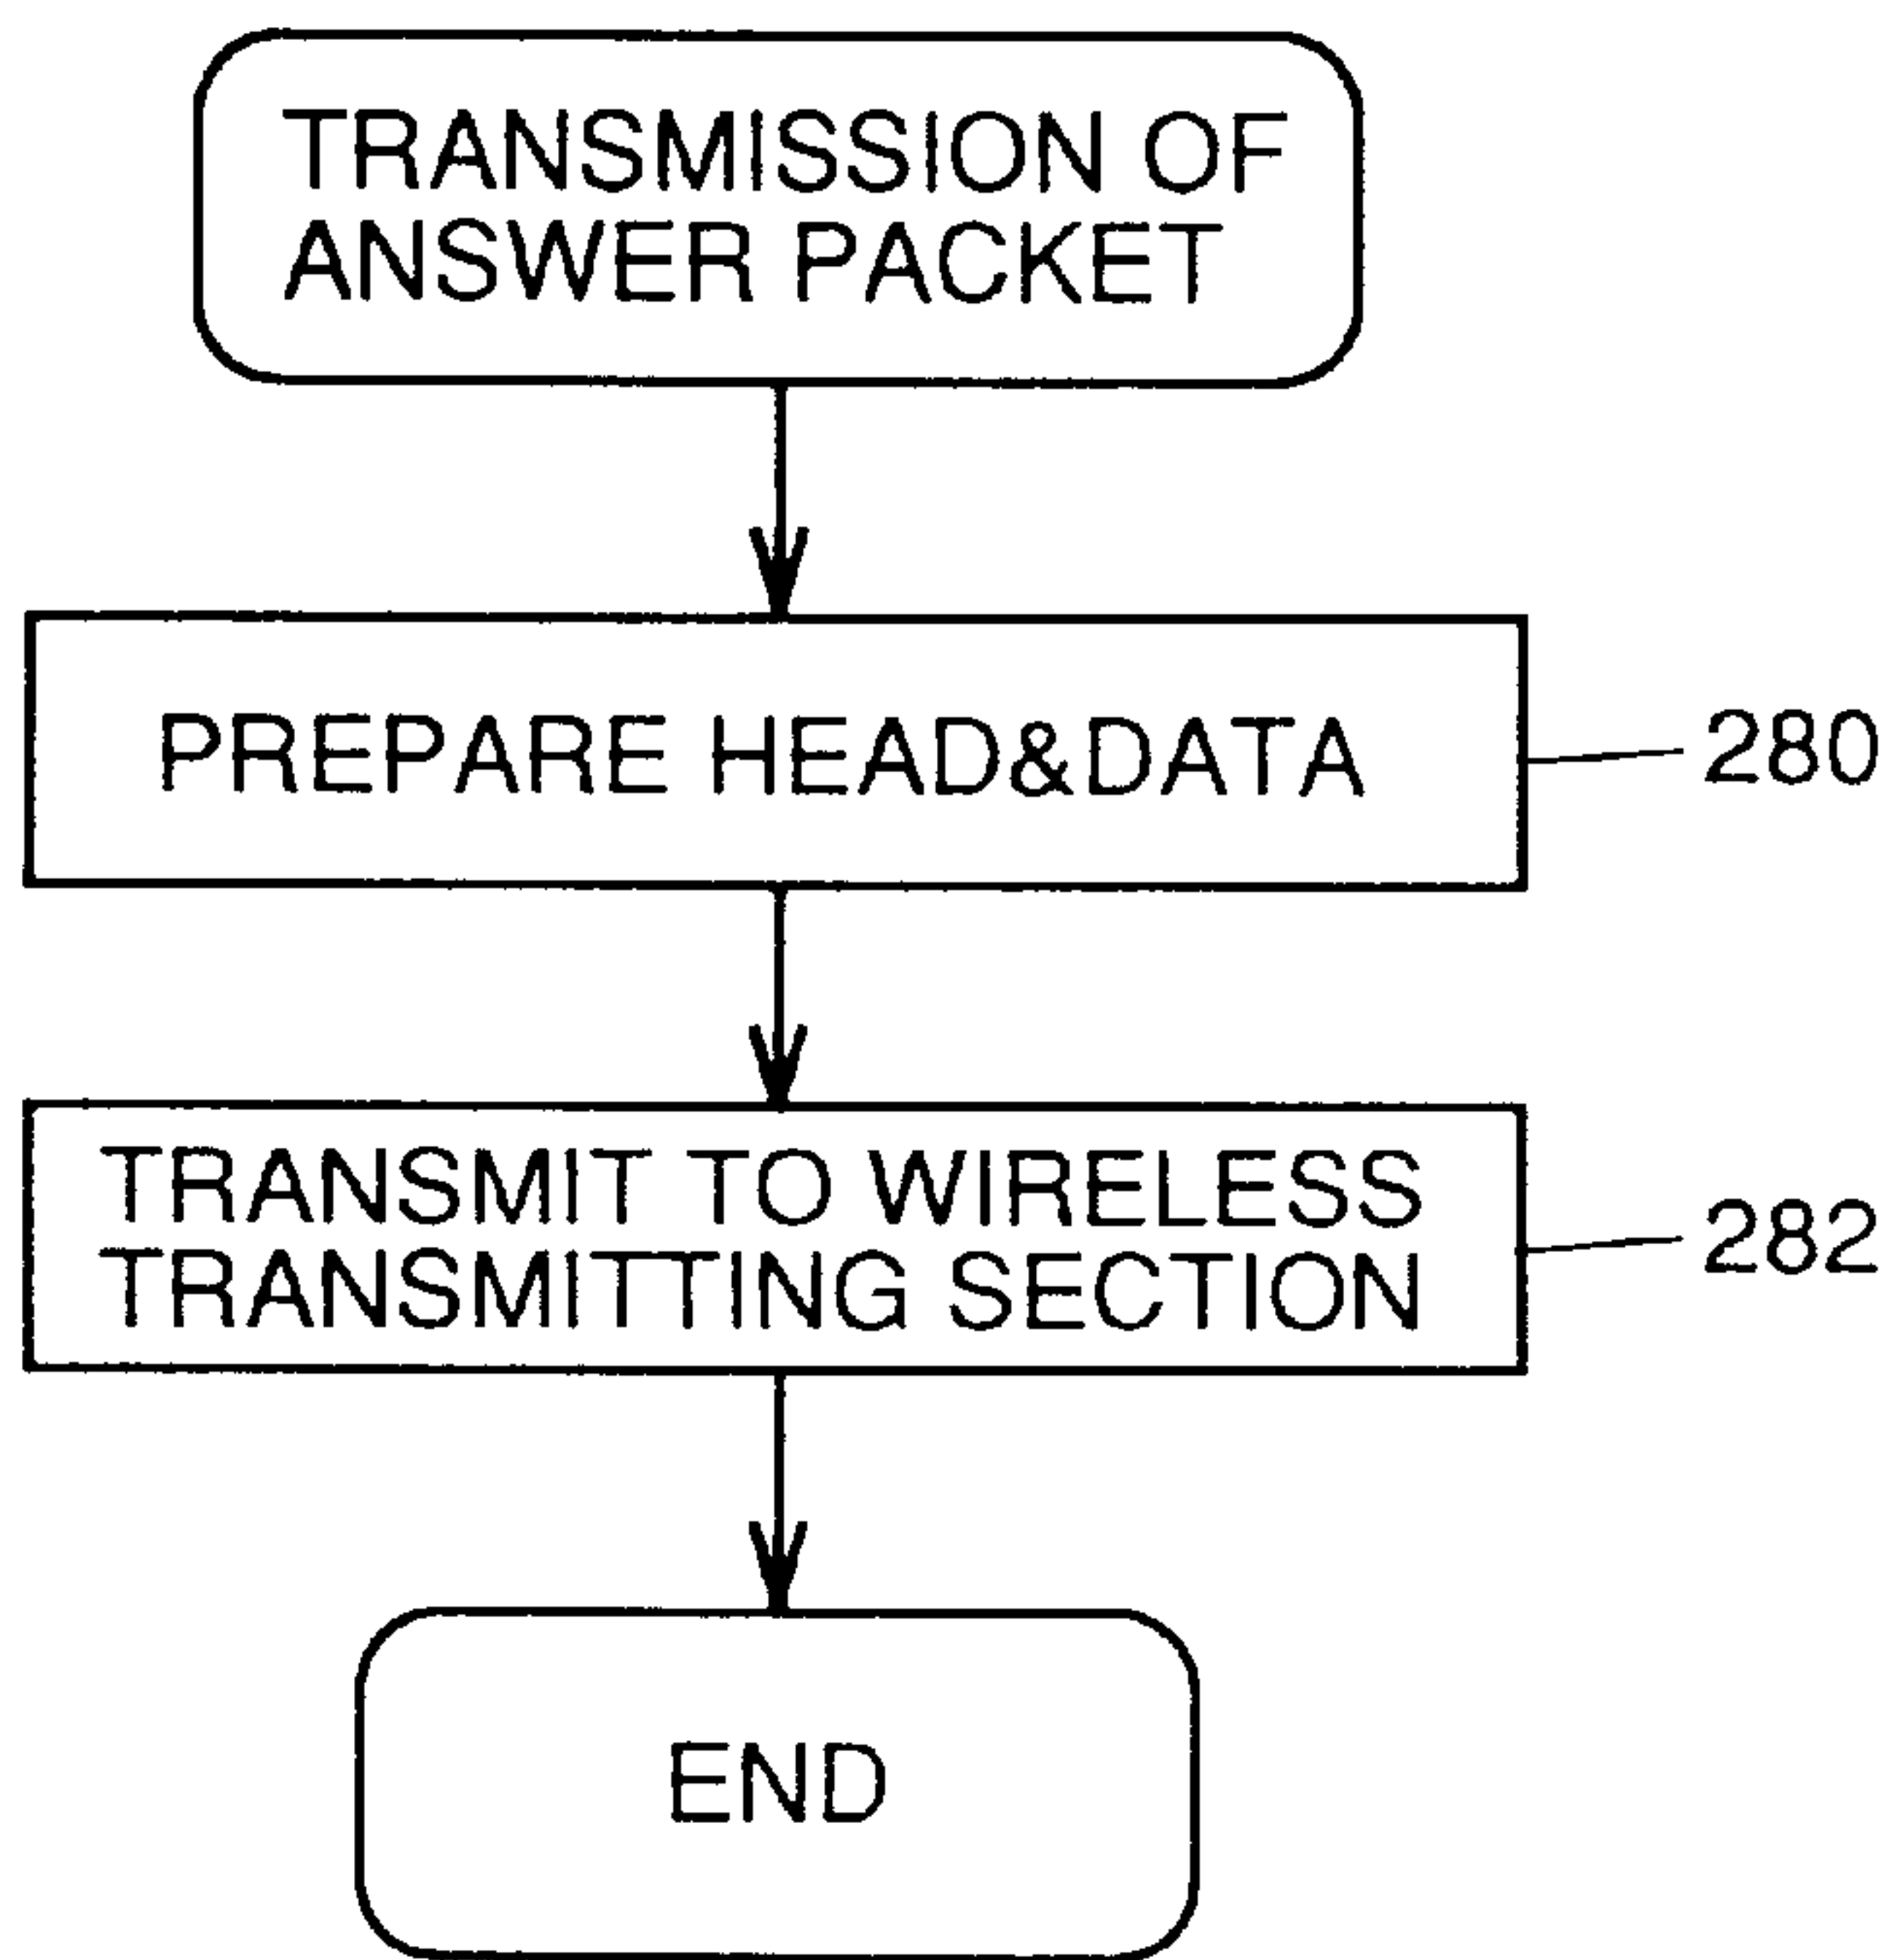 TRANSMISSION OF
ANSWER PACKET
PREPARE HEAD&DATA
280
TRANSMIT TO WIRELESS
TRANSMITTING SECTION
282
END